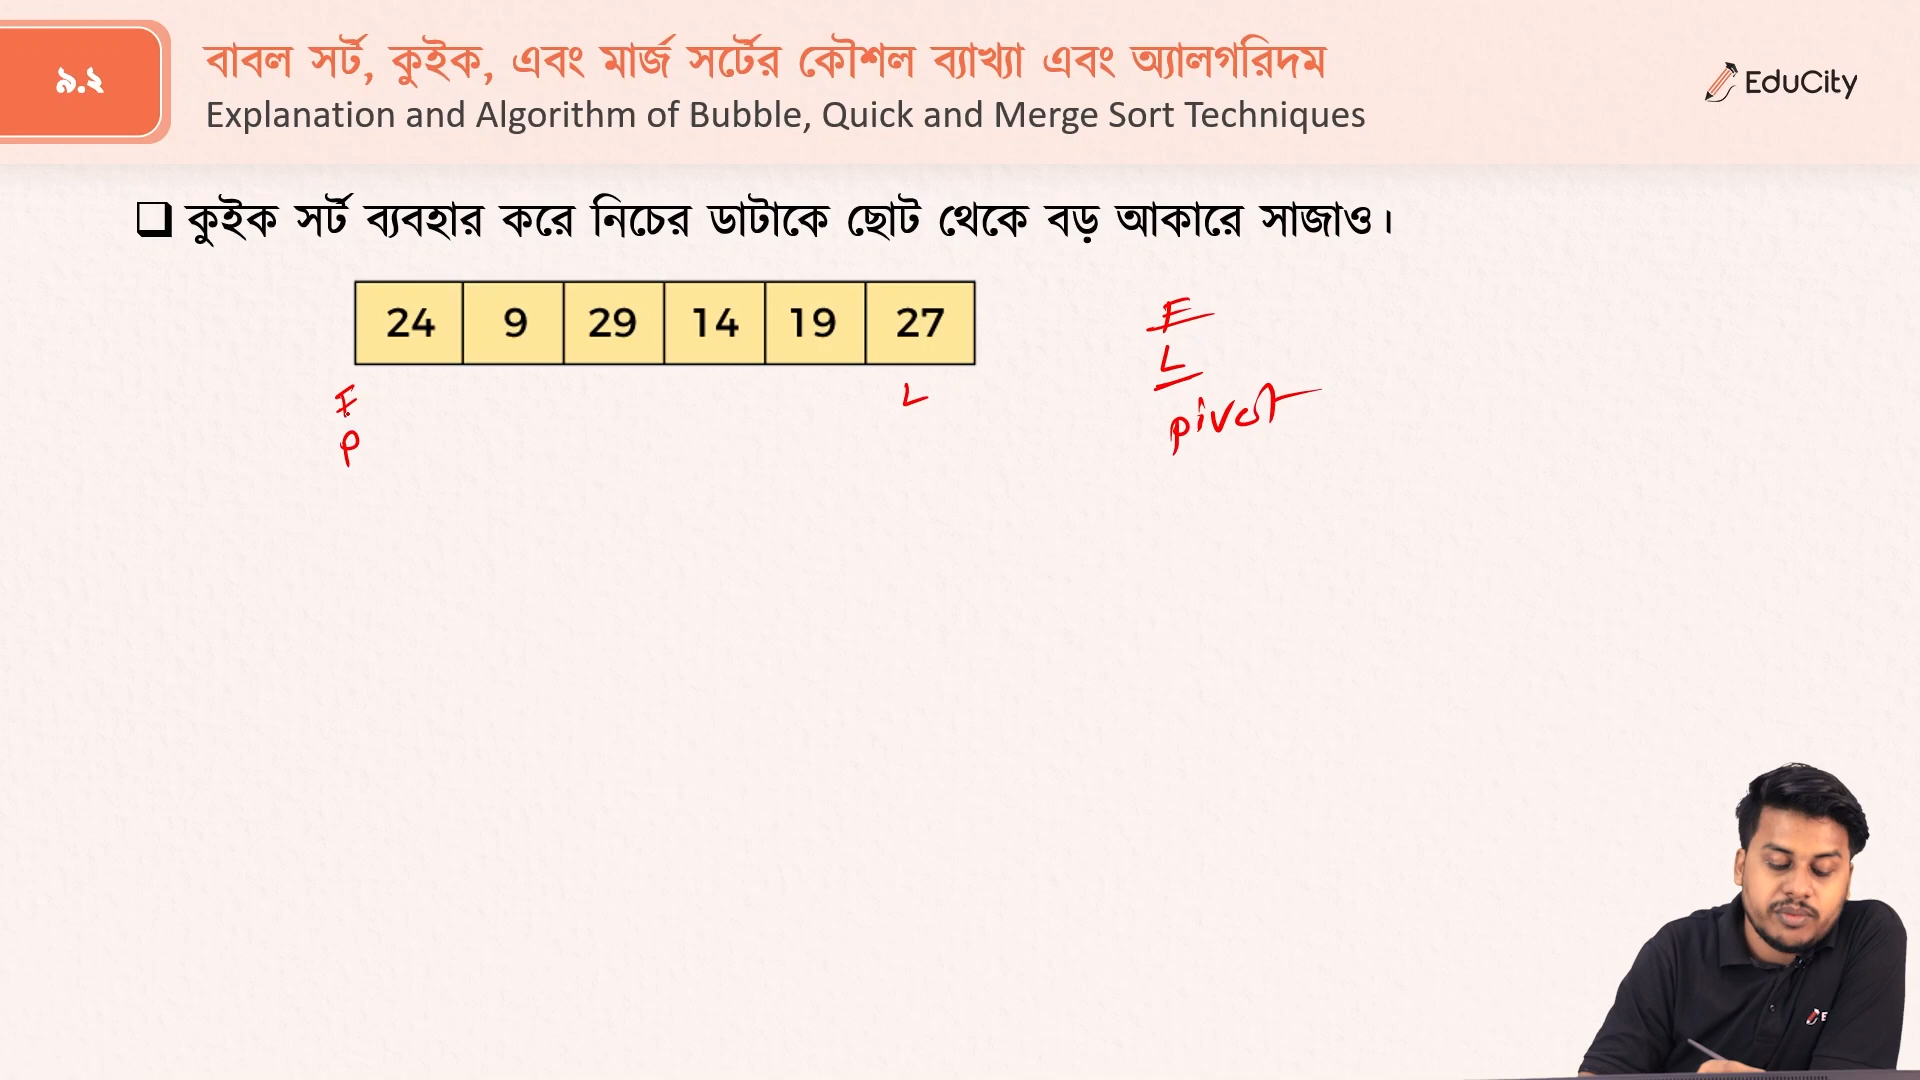 ৯.২
বাবল সর্ট, কুইক, এবং মার্জ সর্টের কৌশল ব্যাখ্যা এবং অ্যালগরিদম
Explanation and Algorithm of Bubble, Quick and Merge Sort Techniques
EduCity
❑ কুইক সর্ট ব্যবহার করে নিচের ডাটাকে ছোট থেকে বড় আকারে সাজাও।
24 9 29 14 19 27
F L
P
F
L
pivot